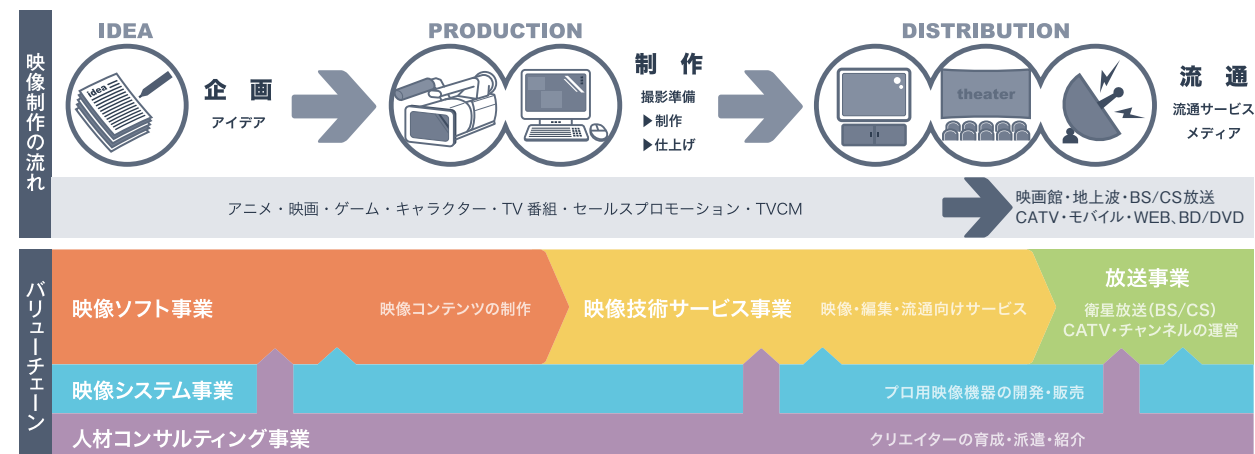 映像制作の流れ
IDEA
idea
企画
アイデア
PRODUCTION
制作
撮影準備
▶制作
▶仕上げ
DISTRIBUTION
theater
流通
流通サービス
メディア
アニメ・映画・ゲーム・キャラクター・TV番組・セールスプロモーション・TVCM
映画館・地上波・BS/CS放送
CATV・モバイル・WEB、BD/DVD
バリューチェーン
映像ソフト事業
映像コンテンツの制作
映像技術サービス事業
映像・編集・流通向けサービス
放送事業
衛星放送(BS/CS)
CATV・チャンネルの運営
映像システム事業
プロ用映像機器の開発・販売
人材コンサルティング事業
クリエイターの育成・派遣・紹介